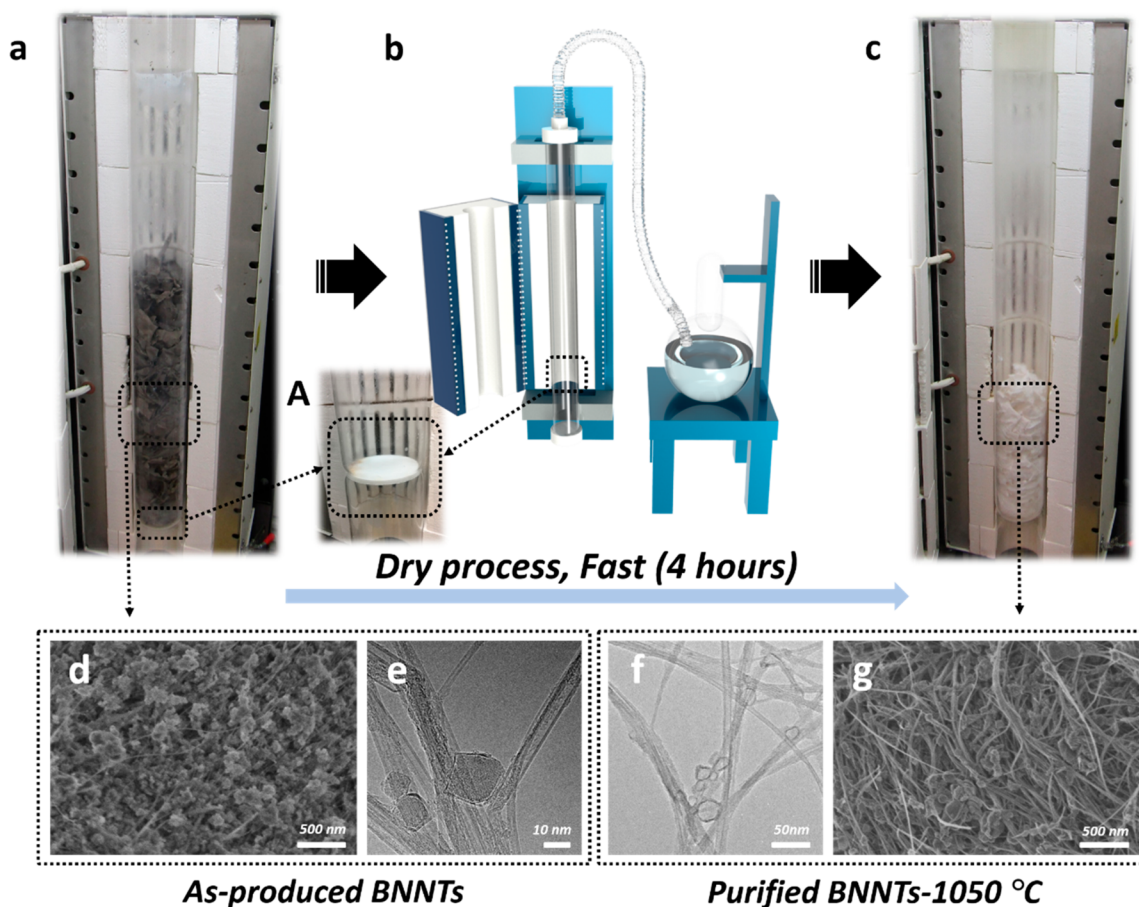 a
b
c
A
Dry process, Fast (4 hours)
d
e
f
g
500 nm
10 nm
50nm
500 nm
As-produced BNNTs
Purified BNNTs-1050 °C